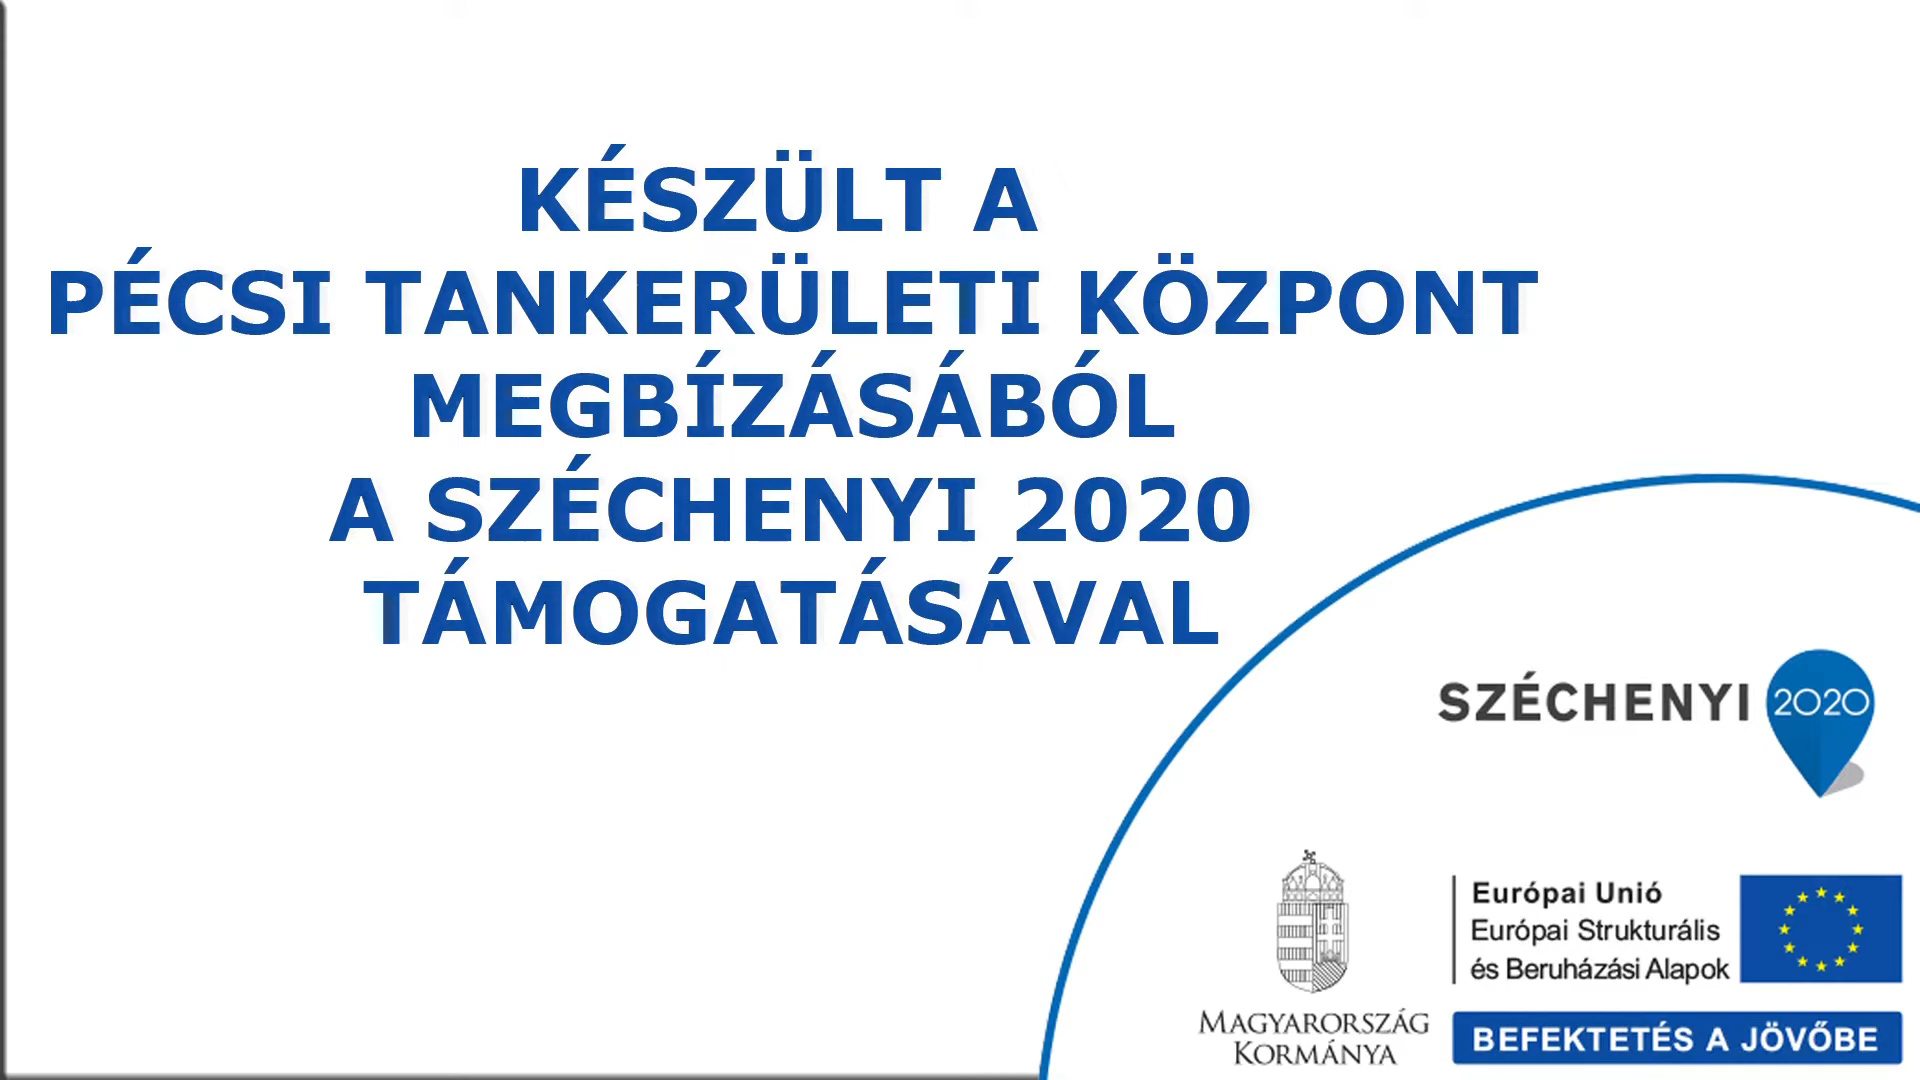 KÉSZÜLT A
PÉCSI TANKERÜLETI KÖZPONT
MEGBÍZÁSÁBÓL
A SZÉCHENYI 2020
TÁMOGATÁSÁVAL
SZÉCHENYI 2020
Európai Unió
Európai Strukturális
és Beruházási Alapok
MAGYARORSZÁG
KORMÁNYA
BEFEKTETÉS A JÖVŐBE